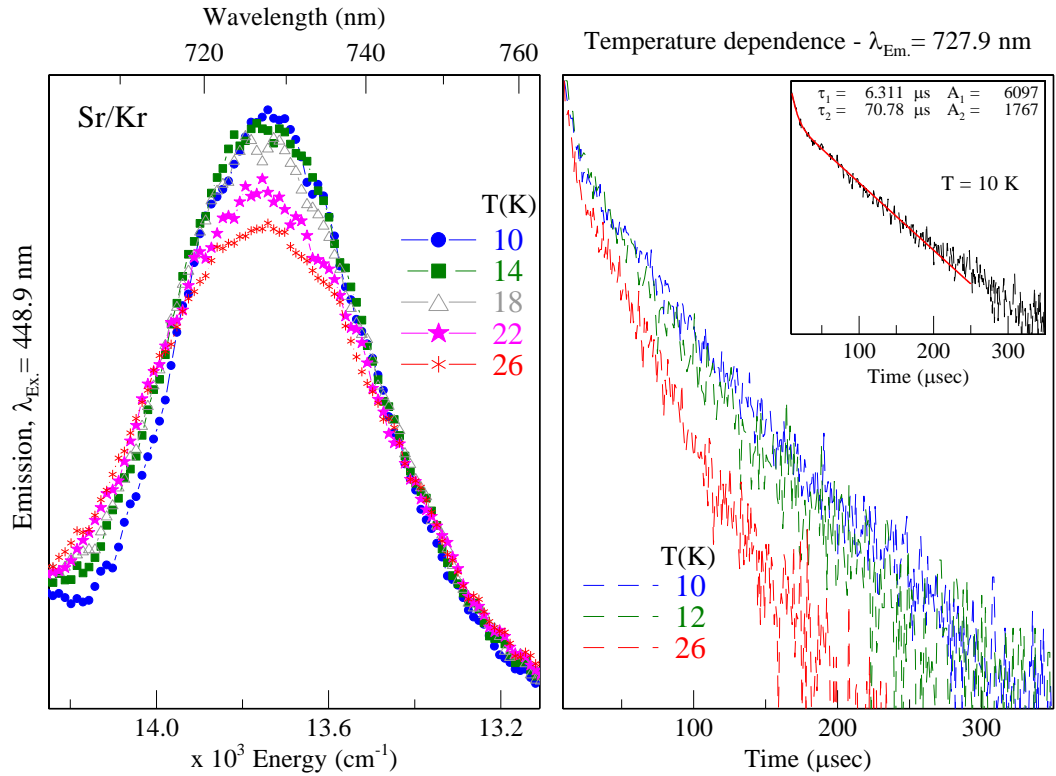 Wavelength (nm)
720 740 760
Sr/Kr
T(K)
10
14
18
22
26
Emission, λEx.= 448.9 nm
14.0 13.6 13.2
x 10³ Energy (cm⁻¹)
Temperature dependence - λEm.= 727.9 nm
τ₁ = 6.311 μs A₁ = 6097
τ₂ = 70.78 μs A₂ = 1767
T = 10 K
100 200 300
Time (μsec)
T(K)
10
12
26
100 200 300
Time (μsec)